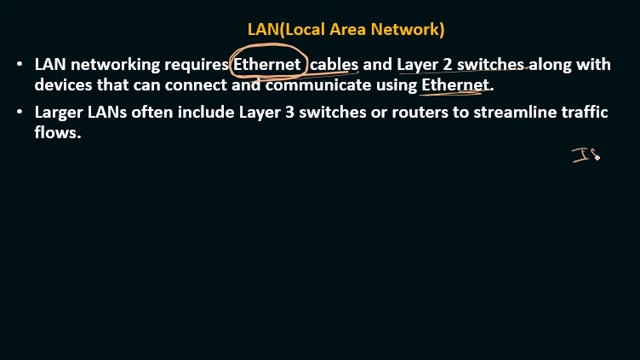 LAN(Local Area Network)
• LAN networking requires Ethernet cables and Layer 2 switches along with
devices that can connect and communicate using Ethernet.
• Larger LANs often include Layer 3 switches or routers to streamline traffic
flows.